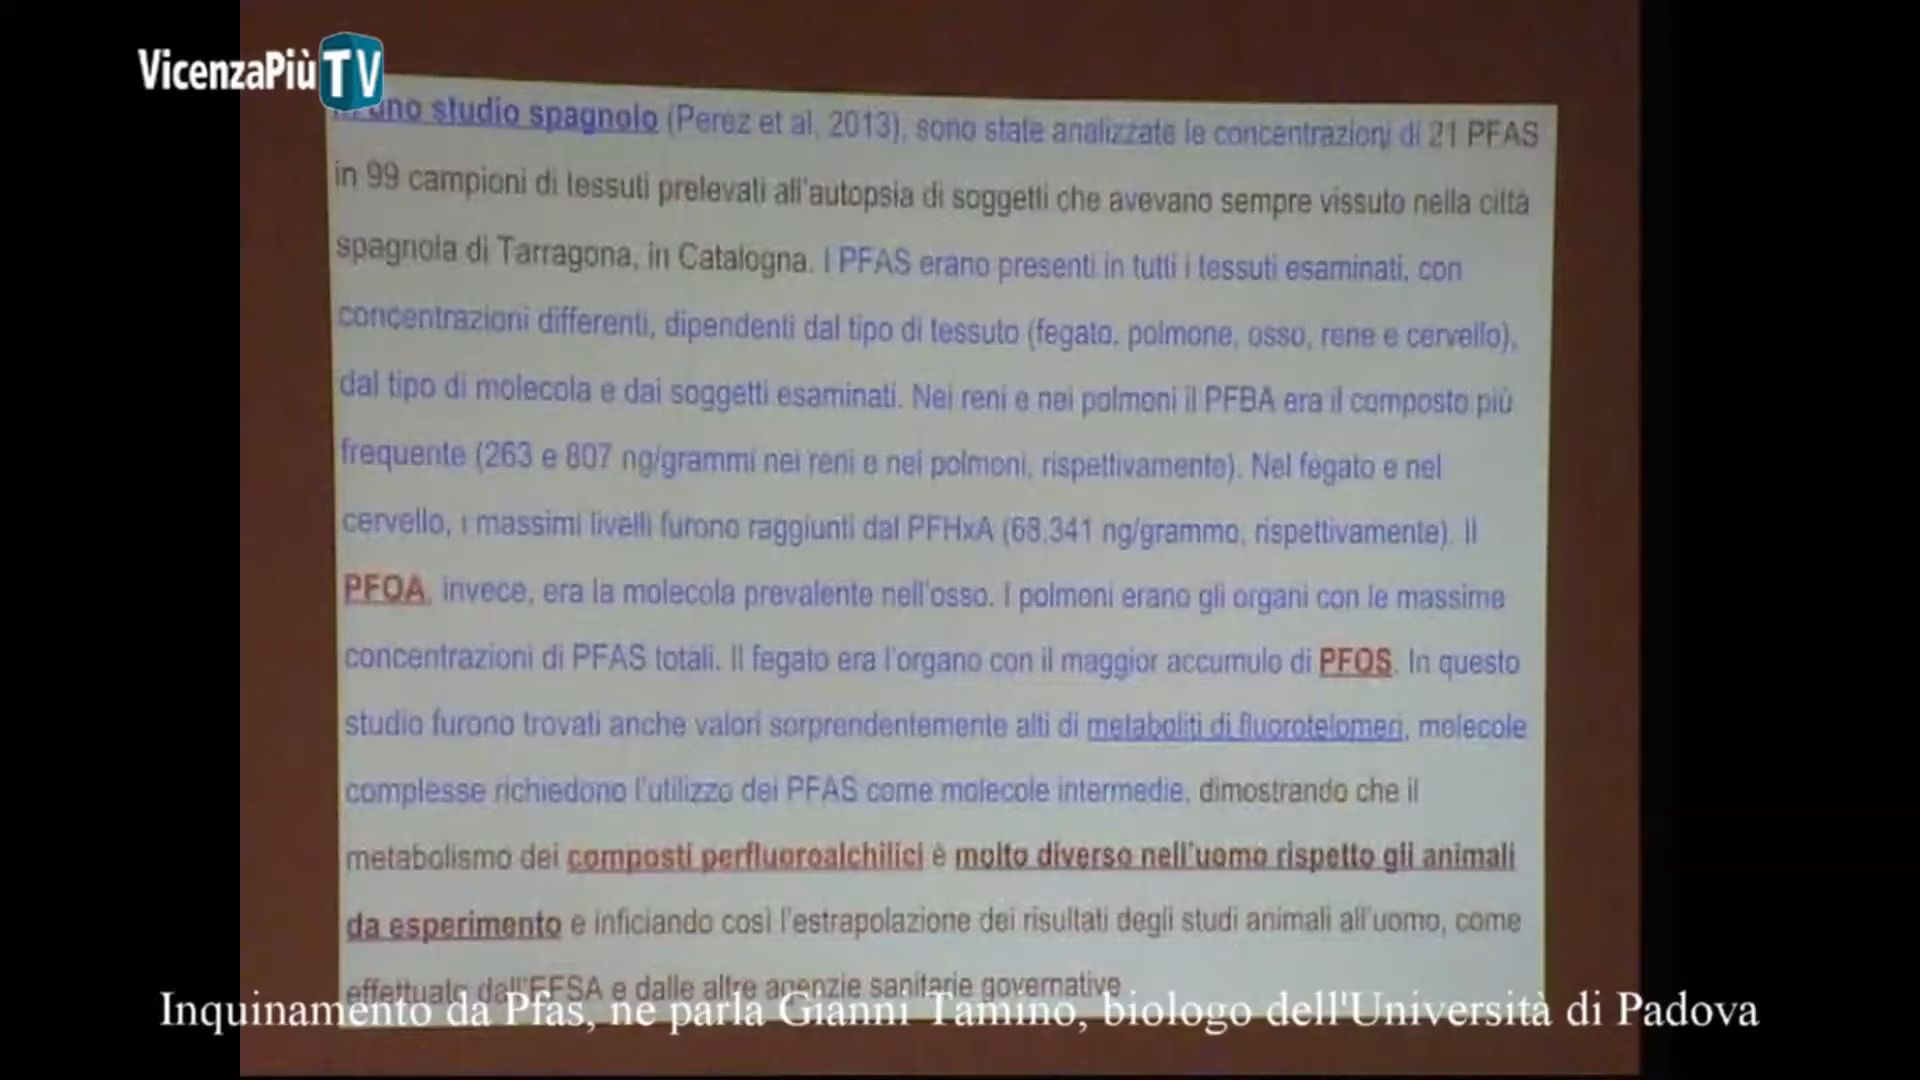 VicenzaPiùTV
uno studio spagnolo (Perez et al, 2013), sono state analizzate le concentrazioni di 21 PFAS
in 99 campioni di tessuti prelevati all'autopsia di soggetti che avevano sempre vissuto nella città
spagnola di Tarragona, in Catalogna. I PFAS erano presenti in tutti i tessuti esaminati, con
concentrazioni differenti, dipendenti dal tipo di tessuto (fegato, polmone, osso, rene e cervello),
dal tipo di molecola e dai soggetti esaminati. Nei reni e nei polmoni il PFBA era il composto più
frequente (263 e 807 ng/grammi nei reni e nei polmoni, rispettivamente). Nel fegato e nel
cervello, i massimi livelli furono raggiunti dal PFHxA (68,341 ng/grammo, rispettivamente). Il
PFOA, invece, era la molecola prevalente nell'osso. I polmoni erano gli organi con le massime
concentrazioni di PFAS totali. Il fegato era l'organo con il maggior accumulo di PFOS. In questo
studio furono trovati anche valori sorprendentemente alti di metaboliti di fluorotelomeri, molecole
complesse richiedono l'utilizzo dei PFAS come molecole intermedie, dimostrando che il
metabolismo dei composti perfluoroalchilici è molto diverso nell'uomo rispetto gli animali
da esperimento e inficiando così l'estrapolazione dei risultati degli studi animali all'uomo, come
effettuato dall'EFSA e dalle altre agenzie sanitarie governative
Inquinamento da Pfas, ne parla Gianni Tamino, biologo dell'Università di Padova